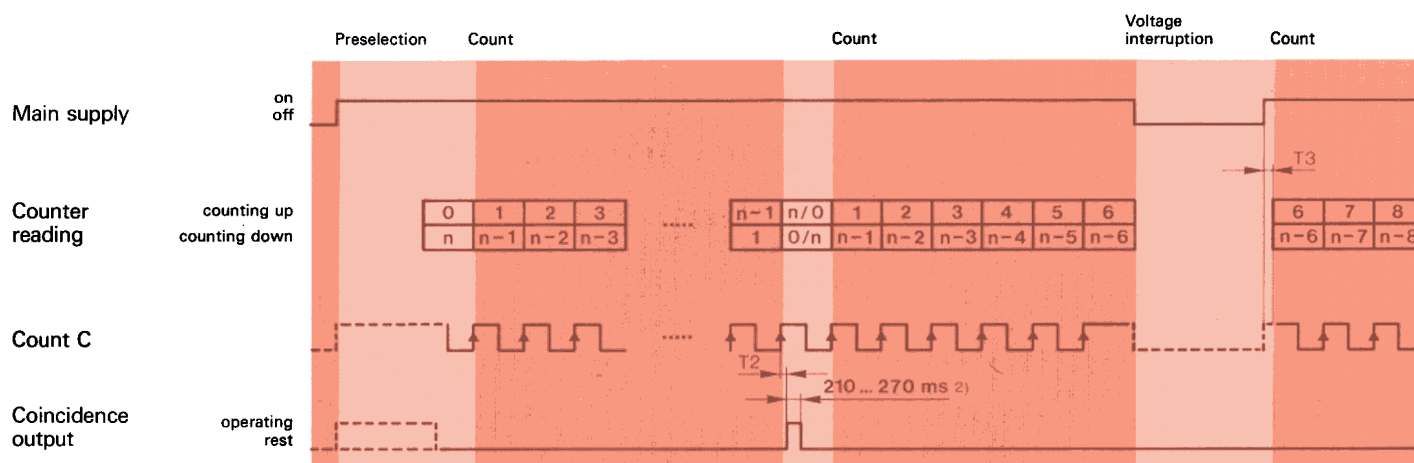 Preselection Count Count Voltage interruption Count
Main supply on off
T3
Counter reading counting up counting down
0 1 2 3 ..... n-1 n/0 1 2 3 4 5 6 6 7 8
n n-1 n-2 n-3 1 0/n n-1 n-2 n-3 n-4 n-5 n-6 n-6 n-7 n-8
Count C .....
T2
210 ... 270 ms 2)
Coincidence output operating rest